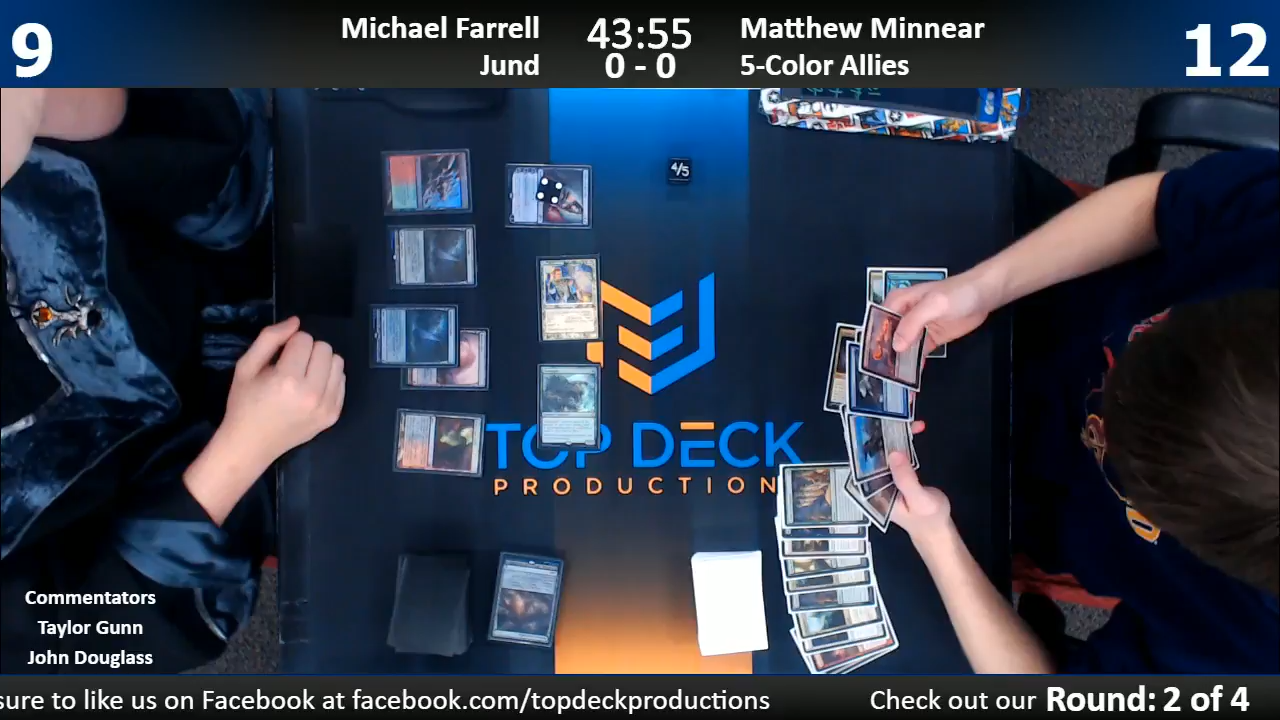 9
Michael Farrell
Jund
43:55
0 - 0
Matthew Minnear
5-Color Allies
12
4/5
TOP DECK
PRODUCTION
Commentators
Taylor Gunn
John Douglass
sure to like us on Facebook at facebook.com/topdeckproductions
Check out our Round: 2 of 4